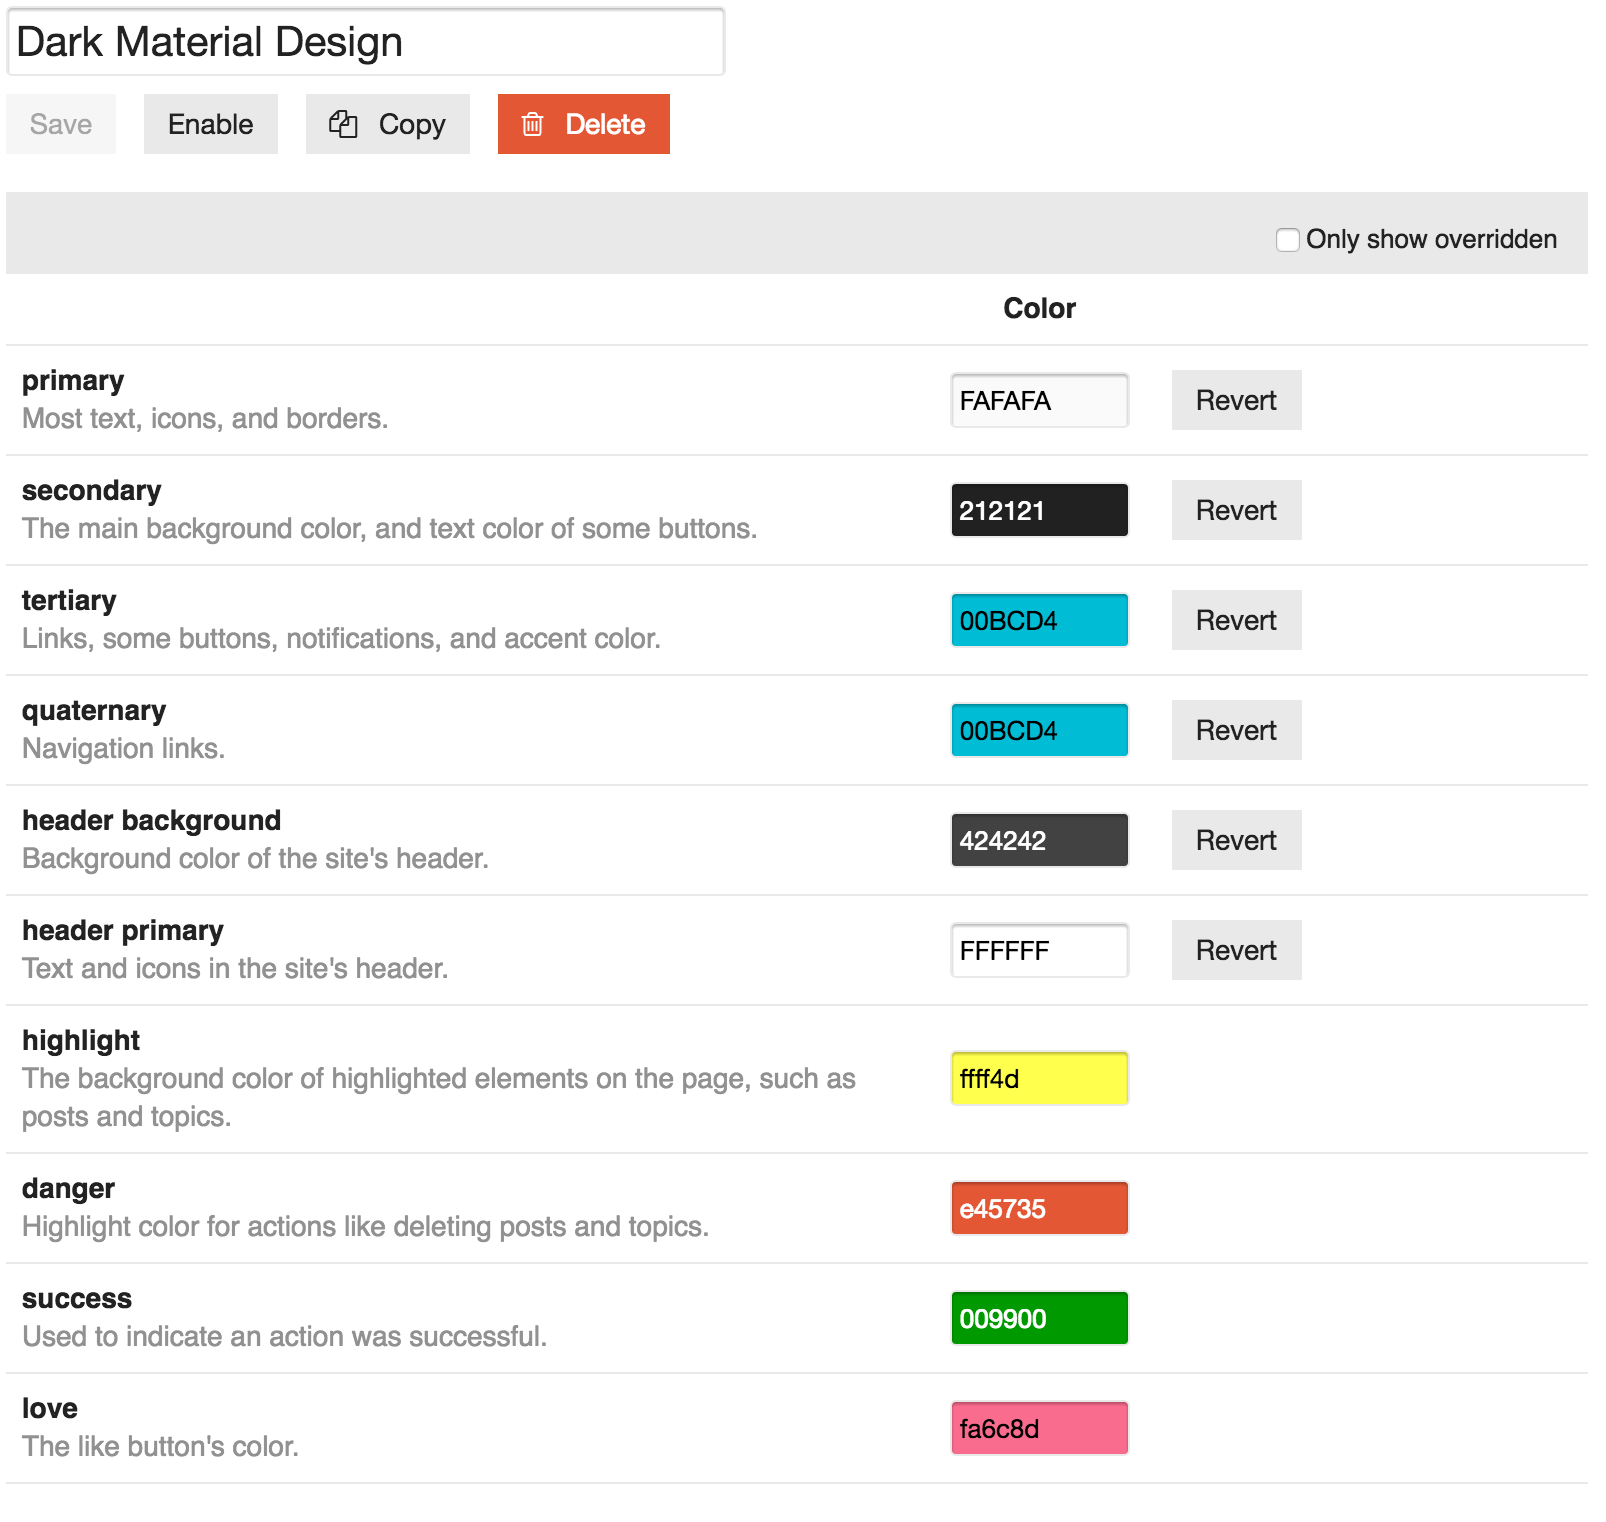 Dark Material Design
Save Enable Copy Delete
Only show overridden
Color
primary
Most text, icons, and borders.
FAFAFA Revert
secondary
The main background color, and text color of some buttons.
212121 Revert
tertiary
Links, some buttons, notifications, and accent color.
00BCD4 Revert
quaternary
Navigation links.
00BCD4 Revert
header background
Background color of the site's header.
424242 Revert
header primary
Text and icons in the site's header.
FFFFFF Revert
highlight
The background color of highlighted elements on the page, such as
posts and topics.
ffff4d
danger
Highlight color for actions like deleting posts and topics.
e45735
success
Used to indicate an action was successful.
009900
love
The like button's color.
fa6c8d